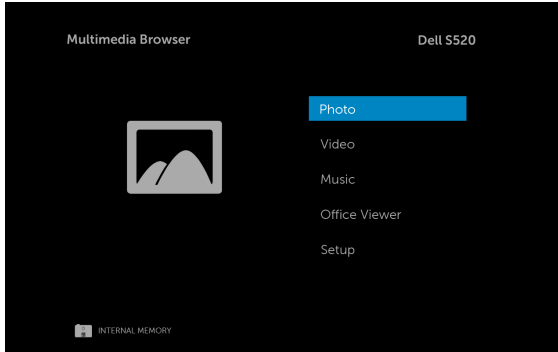 Multimedia Browser
Dell S520
Photo
Video
Music
Office Viewer
Setup
INTERNAL MEMORY